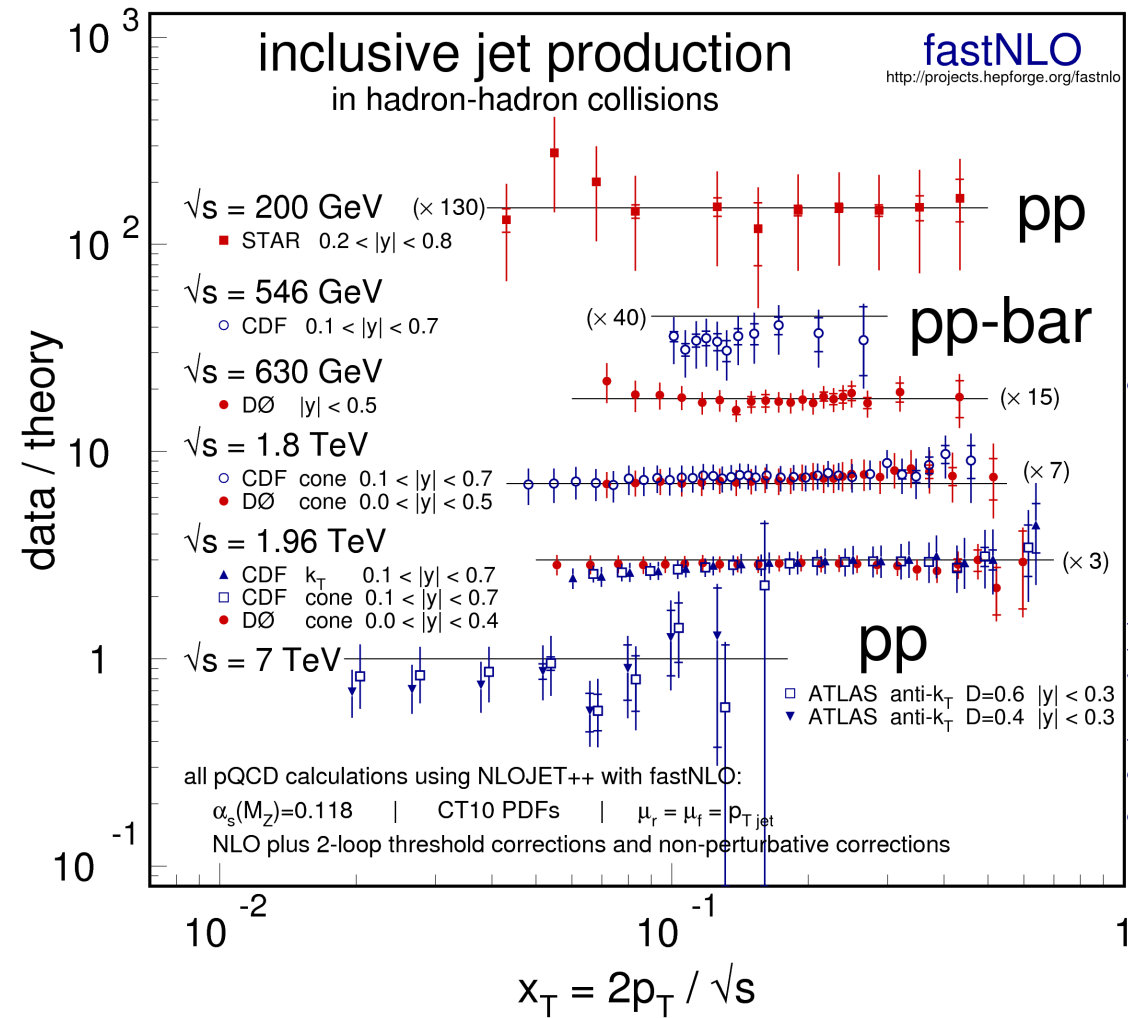 inclusive jet production
in hadron-hadron collisions
fastNLO
http://projects.hepforge.org/fastnlo
√s = 200 GeV (× 130)
STAR 0.2 < |y| < 0.8
pp
√s = 546 GeV
CDF 0.1 < |y| < 0.7
(× 40)
pp-bar
√s = 630 GeV
DØ |y| < 0.5
(× 15)
√s = 1.8 TeV
CDF cone 0.1 < |y| < 0.7
DØ cone 0.0 < |y| < 0.5
(× 7)
√s = 1.96 TeV
CDF k_T 0.1 < |y| < 0.7
CDF cone 0.1 < |y| < 0.7
DØ cone 0.0 < |y| < 0.4
(× 3)
pp
√s = 7 TeV
ATLAS anti-k_T D=0.6 |y| < 0.3
ATLAS anti-k_T D=0.4 |y| < 0.3
all pQCD calculations using NLOJET++ with fastNLO:
α_s(M_Z)=0.118 | CT10 PDFs | μ_r = μ_f = p_T jet
NLO plus 2-loop threshold corrections and non-perturbative corrections
data / theory
10^3
10^2
10
1
10^-1
10^-2
10^-1
1
x_T = 2p_T / √s